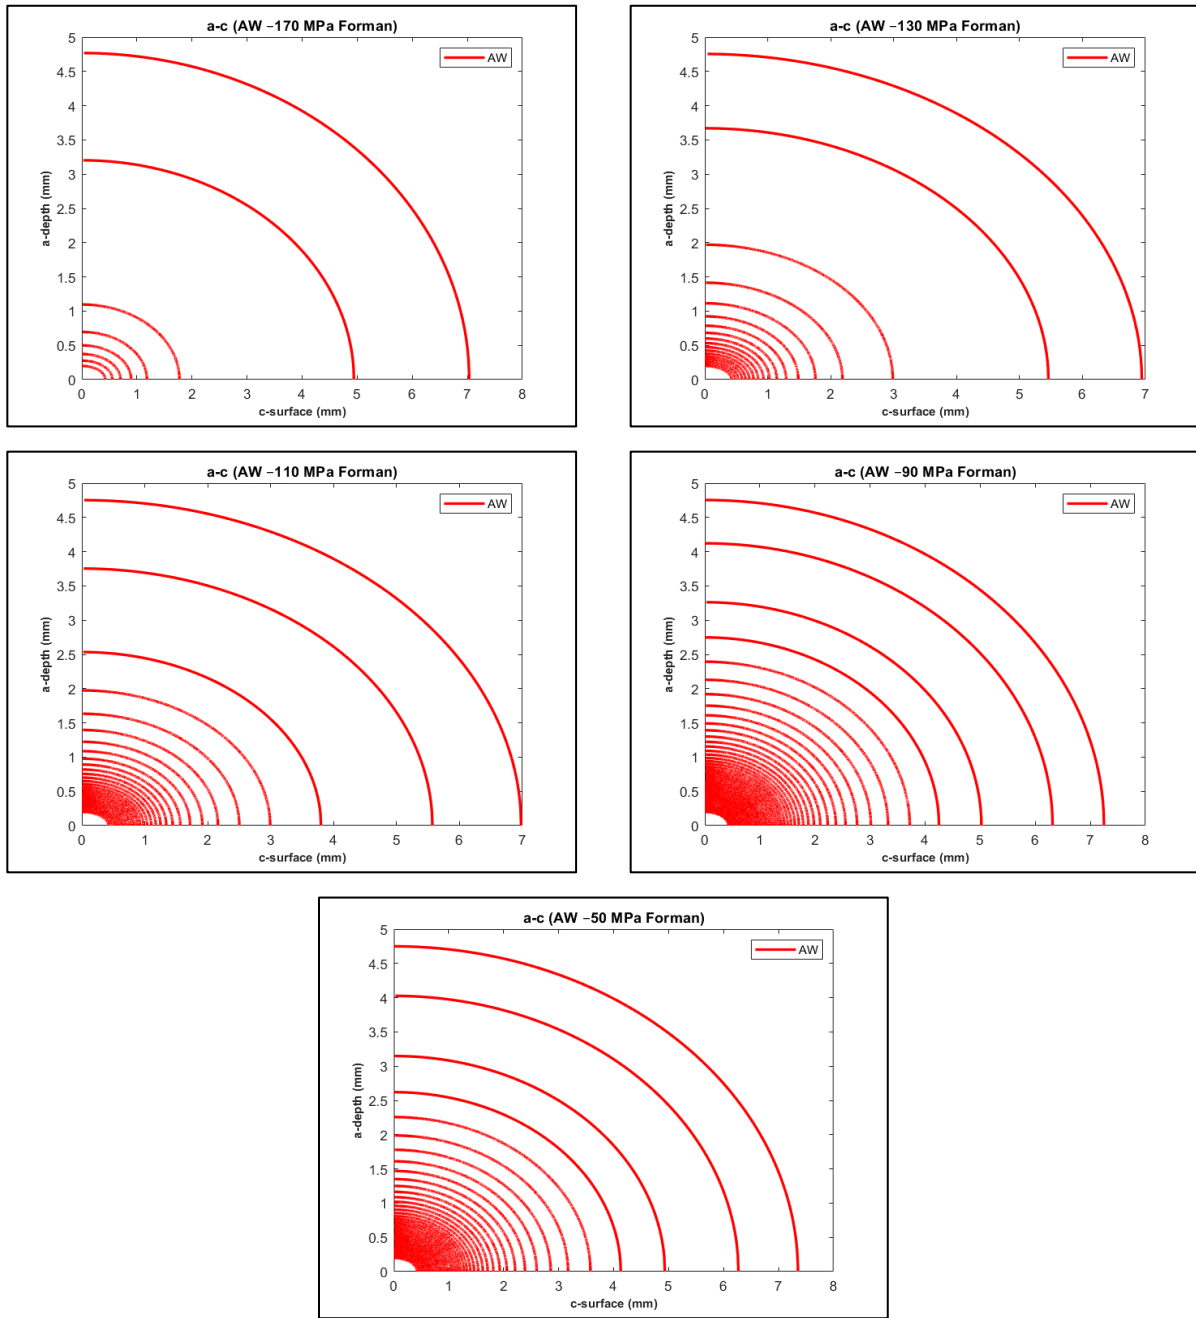 a-c (AW –170 MPa Forman)
AW
5
4.5
4
3.5
3
2.5
2
1.5
1
0.5
0
a-depth (mm)
0 1 2 3 4 5 6 7 8
c-surface (mm)
a-c (AW –130 MPa Forman)
AW
5
4.5
4
3.5
3
2.5
2
1.5
1
0.5
0
a-depth (mm)
0 1 2 3 4 5 6 7
c-surface (mm)
a-c (AW –110 MPa Forman)
AW
5
4.5
4
3.5
3
2.5
2
1.5
1
0.5
0
a-depth (mm)
0 1 2 3 4 5 6 7
c-surface (mm)
a-c (AW –90 MPa Forman)
AW
5
4.5
4
3.5
3
2.5
2
1.5
1
0.5
0
a-depth (mm)
0 1 2 3 4 5 6 7 8
c-surface (mm)
a-c (AW –50 MPa Forman)
AW
5
4.5
4
3.5
3
2.5
2
1.5
1
0.5
0
a-depth (mm)
0 1 2 3 4 5 6 7 8
c-surface (mm)